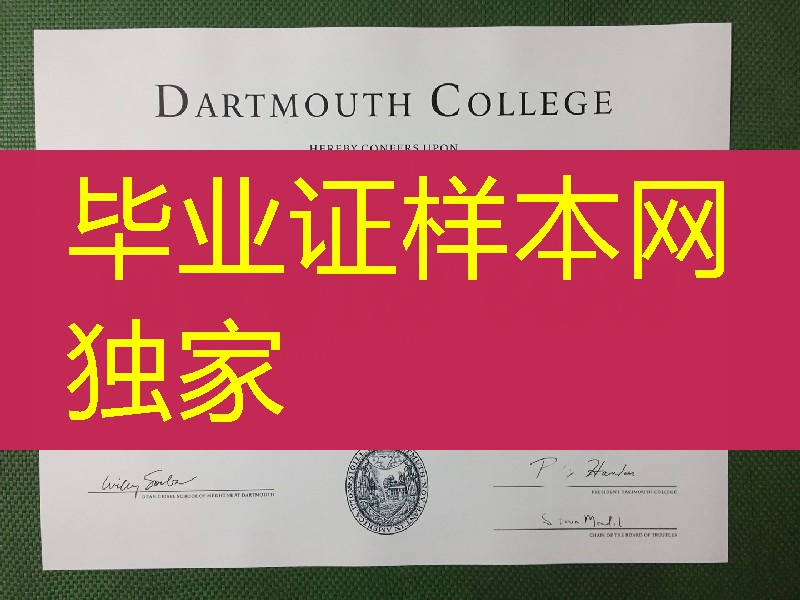 DARTMOUTH COLLEGE
HEREBY CONFERS UPON
毕业证样本网
独家
DEAN GEISEL SCHOOL OF MEDICINE AT DARTMOUTH
PRESIDENT DARTMOUTH COLLEGE
CHAIR OF THE BOARD OF TRUSTEES